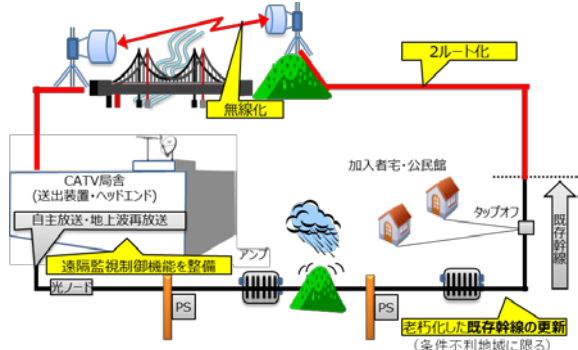 2ルート化
無線化
CATV局舎
(送出装置・ヘッドエンド)
自主放送・地上波再放送
遠隔監視制御機能を整備
加入者宅・公民館
タップオフ
既存幹線
アンプ
光ノード
PS
PS
老朽化した既存幹線の更新
(条件不利地域に限る)